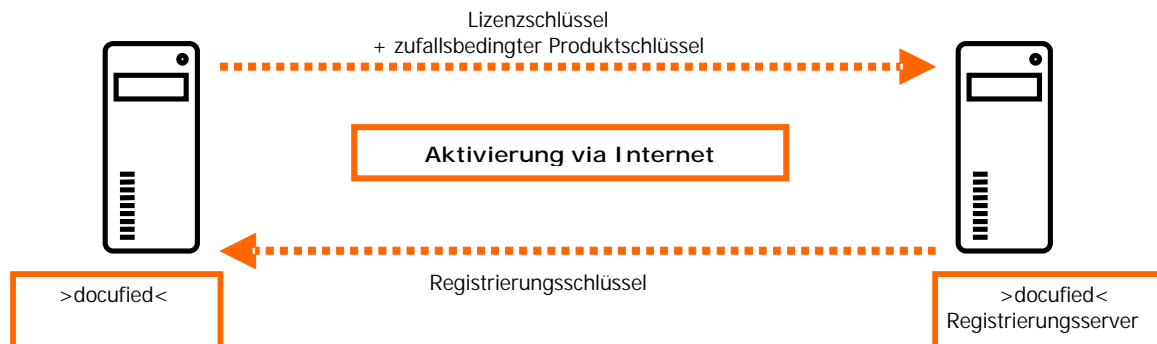 Lizenzschlüssel
+ zufallsbedingter Produktschlüssel
Aktivierung via Internet
Registrierungsschlüssel
>docufied<
>docufied<
Registrierungsserver